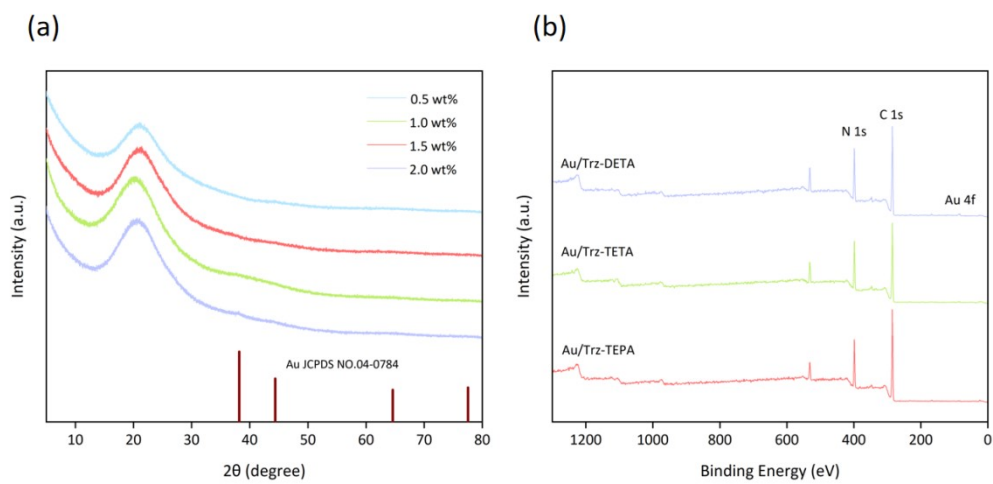 (a)
0.5 wt%
1.0 wt%
1.5 wt%
2.0 wt%
Au JCPDS NO.04-0784
Intensity (a.u.)
10 20 30 40 50 60 70 80
2θ (degree)
(b)
C 1s
N 1s
Au/Trz-DETA
Au 4f
Au/Trz-TETA
Au/Trz-TEPA
Intensity (a.u.)
1200 1000 800 600 400 200 0
Binding Energy (eV)